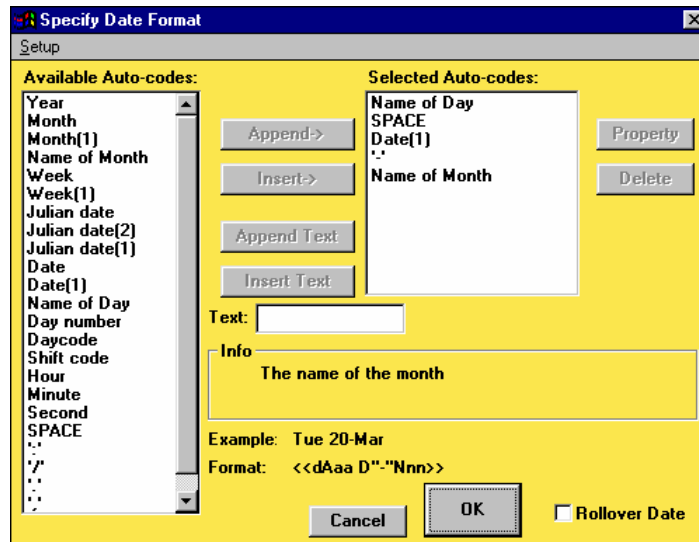 Specify Date Format
Setup
Available Auto-codes:
Year
Month
Month(1)
Name of Month
Week
Week(1)
Julian date
Julian date(2)
Julian date(1)
Date
Date(1)
Name of Day
Day number
Daycode
Shift code
Hour
Minute
Second
SPACE
'/'
Append->
Insert->
Append Text
Insert Text
Selected Auto-codes:
Name of Day
SPACE
Date(1)
'-'
Name of Month
Property
Delete
Text:
Info
The name of the month
Example: Tue 20-Mar
Format: <<dAaa D"-"Nnn>>
Cancel
OK
Rollover Date